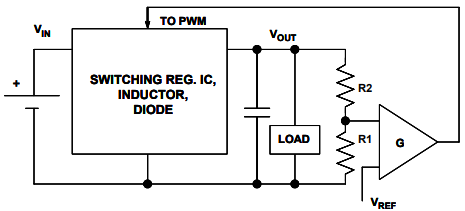 TO PWM
VIN
VOUT
SWITCHING REG. IC,
INDUCTOR,
DIODE
+
R2
LOAD
R1
G
VREF